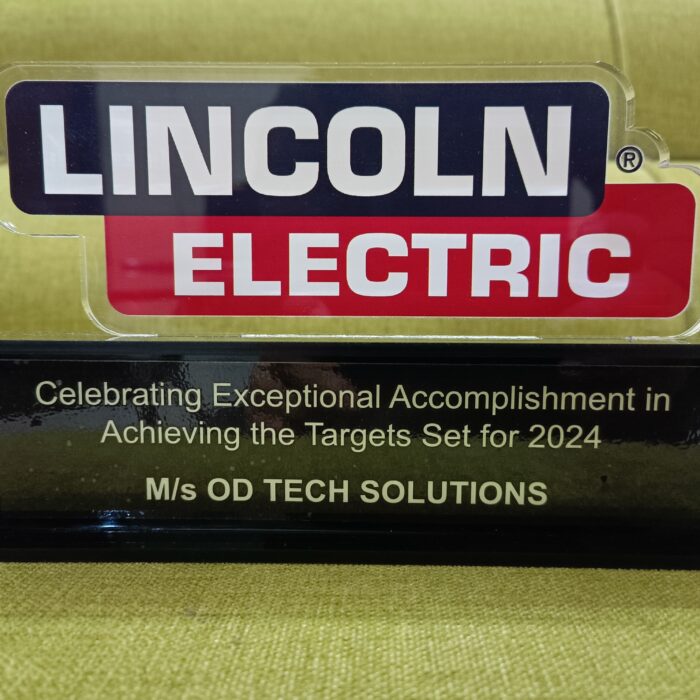 LINCOLN
®
ELECTRIC
Celebrating Exceptional Accomplishment in
Achieving the Targets Set for 2024
M/s OD TECH SOLUTIONS